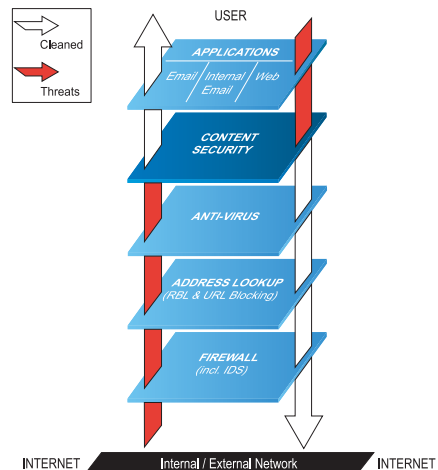 USER
Cleaned
Threats
APPLICATIONS
Email
Internal
Email
Web
CONTENT
SECURITY
ANTI-VIRUS
ADDRESS LOOKUP
(RBL & URL Blocking)
FIREWALL
(incl. IDS)
INTERNET
Internal / External Network
INTERNET